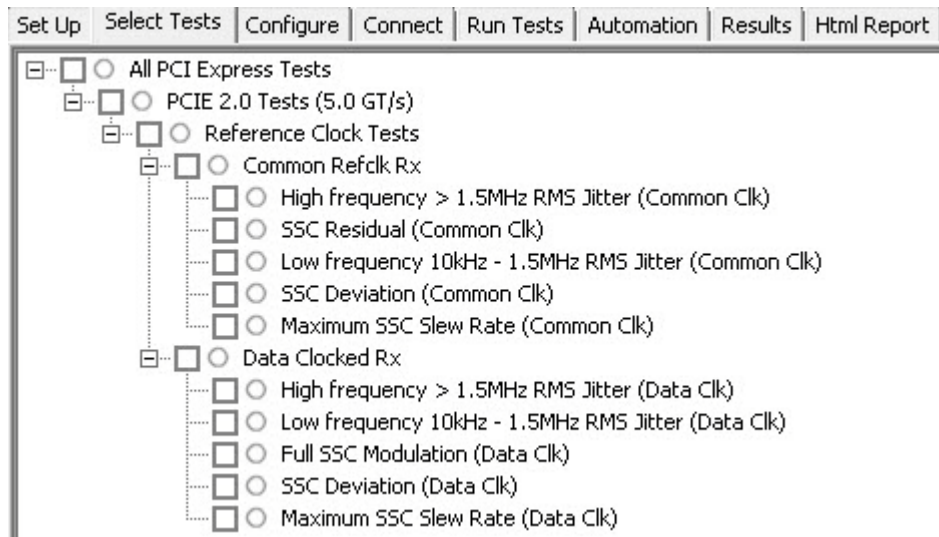 Set Up Select Tests Configure Connect Run Tests Automation Results Html Report
All PCI Express Tests
PCIE 2.0 Tests (5.0 GT/s)
Reference Clock Tests
Common Refclk Rx
High frequency > 1.5MHz RMS Jitter (Common Clk)
SSC Residual (Common Clk)
Low frequency 10kHz - 1.5MHz RMS Jitter (Common Clk)
SSC Deviation (Common Clk)
Maximum SSC Slew Rate (Common Clk)
Data Clocked Rx
High frequency > 1.5MHz RMS Jitter (Data Clk)
Low frequency 10kHz - 1.5MHz RMS Jitter (Data Clk)
Full SSC Modulation (Data Clk)
SSC Deviation (Data Clk)
Maximum SSC Slew Rate (Data Clk)